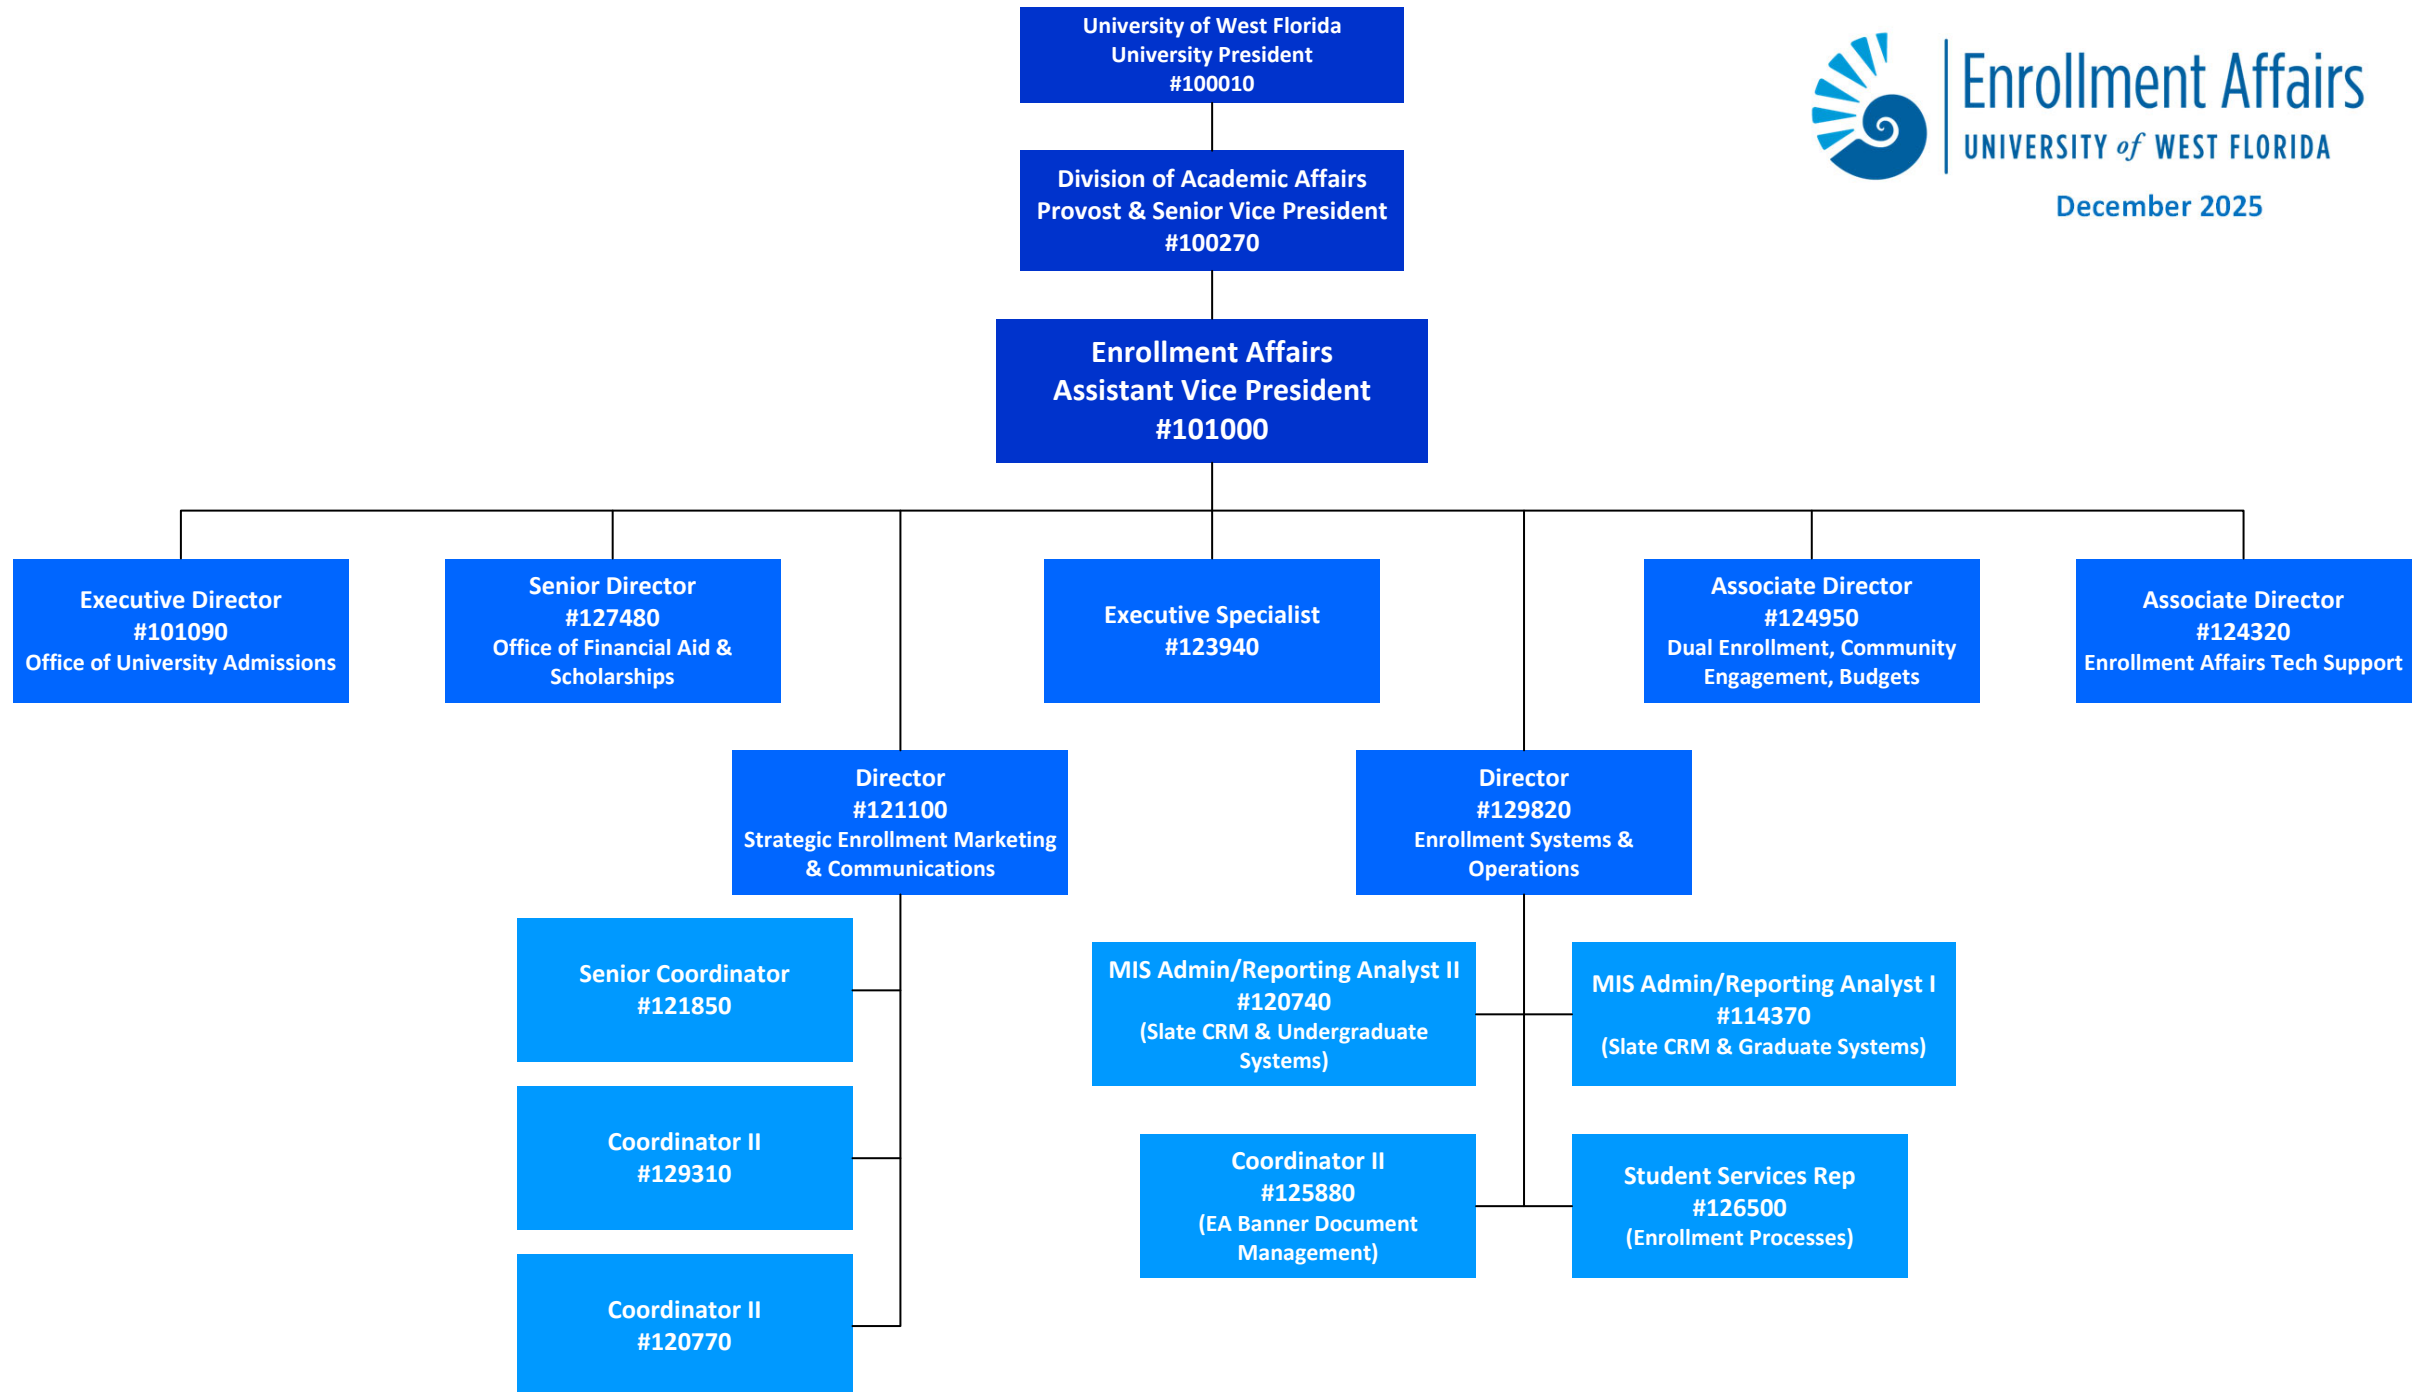 University of West Florida
University President
#100010
Enrollment Affairs
UNIVERSITY of WEST FLORIDA
December 2025
Division of Academic Affairs
Provost & Senior Vice President
#100270
Enrollment Affairs
Assistant Vice President
#101000
Executive Director
#101090
Office of University Admissions
Senior Director
#127480
Office of Financial Aid &
Scholarships
Executive Specialist
#123940
Associate Director
#124950
Dual Enrollment, Community
Engagement, Budgets
Associate Director
#124320
Enrollment Affairs Tech Support
Director
#121100
Strategic Enrollment Marketing
& Communications
Director
#129820
Enrollment Systems &
Operations
Senior Coordinator
#121850
Coordinator II
#129310
Coordinator II
#120770
MIS Admin/Reporting Analyst II
#120740
(Slate CRM & Undergraduate
Systems)
MIS Admin/Reporting Analyst I
#114370
(Slate CRM & Graduate Systems)
Coordinator II
#125880
(EA Banner Document
Management)
Student Services Rep
#126500
(Enrollment Processes)